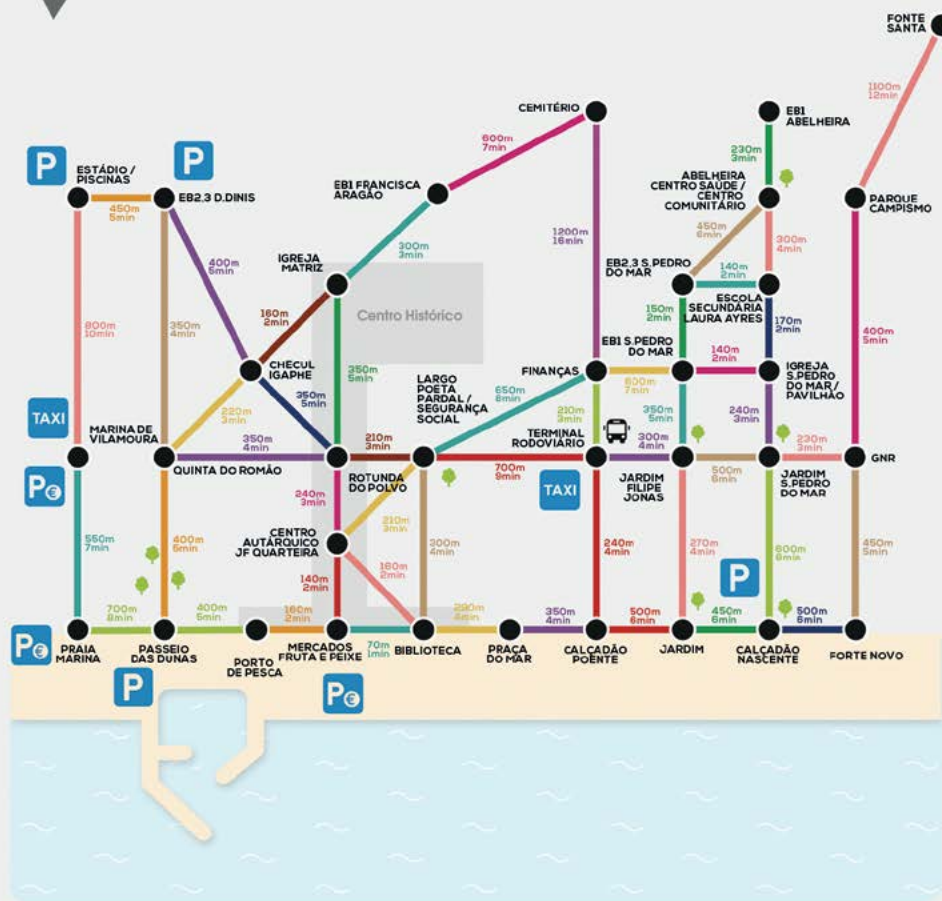 FONTE
SANTA
1100m
12min
CEMITÉRIO
EB1
ABELHEIRA
600m
7min
230m
3min
P
P
ESTÁDIO /
PISCINAS
EB2,3 D.DINIS
450m
5min
EB1 FRANCISCA
ARAGÃO
ABELHEIRA
CENTRO SAÚDE /
CENTRO
COMUNITÁRIO
PARQUE
CAMPISMO
400m
5min
300m
3min
1200m
16min
450m
6min
300m
4min
IGREJA
MATRIZ
EB2,3 S.PEDRO
DO MAR
140m
2min
ESCOLA
SECUNDÁRIA
LAURA AYRES
800m
10min
350m
4min
160m
2min
Centro Histórico
150m
2min
170m
2min
400m
5min
EB1 S.PEDRO
DO MAR
140m
2min
CHECUL
IGAPHE
350m
5min
LARGO
POETA
PARDAL /
SEGURANÇA
SOCIAL
FINANÇAS
600m
7min
IGREJA
S.PEDRO
DO MAR /
PAVILHÃO
TAXI
220m
3min
350m
5min
650m
8min
210m
3min
350m
5min
240m
3min
MARINA DE
VILAMOURA
350m
4min
210m
3min
TERMINAL
RODOVIÁRIO
300m
4min
230m
3min
P€
QUINTA DO ROMÃO
ROTUNDA
DO POLVO
700m
9min
TAXI
JARDIM
FILIPE
JONAS
500m
6min
JARDIM
S.PEDRO
DO MAR
GNR
240m
3min
210m
3min
CENTRO
AUTÁRQUICO
JF QUARTEIRA
550m
7min
400m
5min
300m
4min
240m
4min
270m
4min
600m
6min
450m
5min
160m
2min
P
140m
2min
700m
8min
400m
5min
160m
2min
290m
4min
350m
4min
500m
6min
450m
6min
500m
6min
P€
PRAIA
MARINA
PASSEIO
DAS DUNAS
PORTO
DE PESCA
MERCADOS
FRUTA E PEIXE
70m
1min
BIBLIOTECA
PRAÇA
DO MAR
CALÇADÃO
POENTE
JARDIM
CALÇADÃO
NASCENTE
FORTE NOVO
P
P€